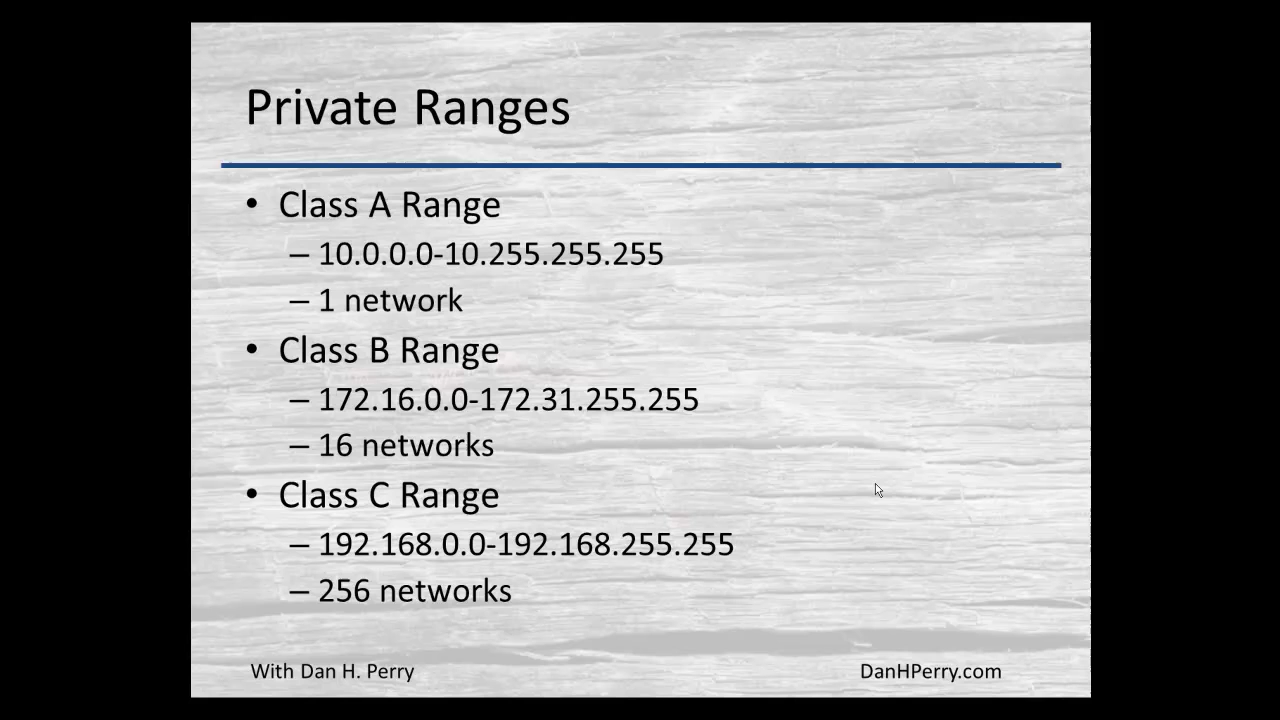 Private Ranges
• Class A Range
– 10.0.0.0-10.255.255.255
– 1 network
• Class B Range
– 172.16.0.0-172.31.255.255
– 16 networks
• Class C Range
– 192.168.0.0-192.168.255.255
– 256 networks
With Dan H. Perry
DanHPerry.com